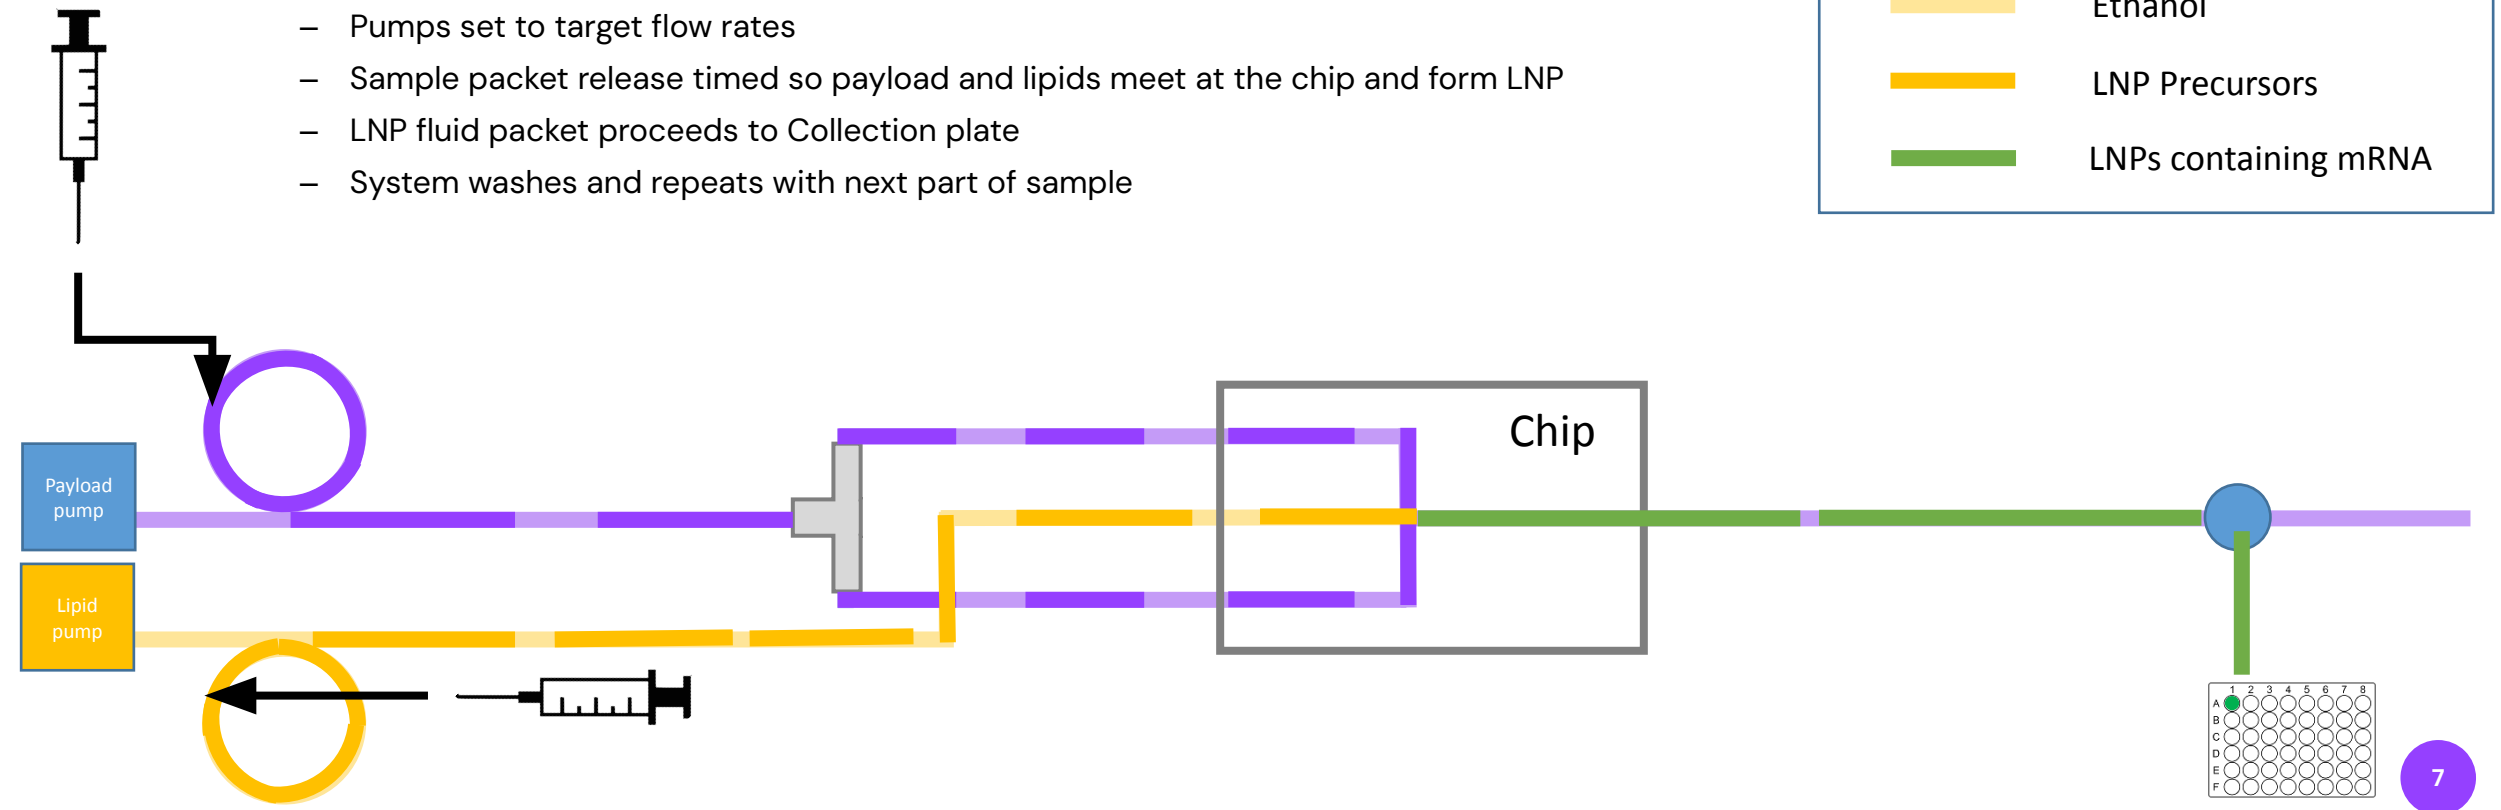 – Pumps set to target flow rates
– Sample packet release timed so payload and lipids meet at the chip and form LNP
– LNP fluid packet proceeds to Collection plate
– System washes and repeats with next part of sample
Ethanol
LNP Precursors
LNPs containing mRNA
Chip
Payload
pump
Lipid
pump
1 2 3 4 5 6 7 8
A
B
C
D
E
F
7